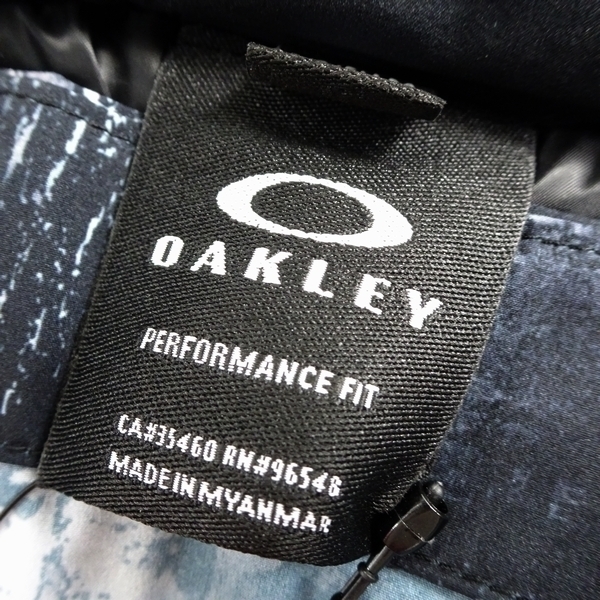 OAKLEY
PERFORMANCE FIT
CA#35460 RN#96548
MADE IN MYANMAR